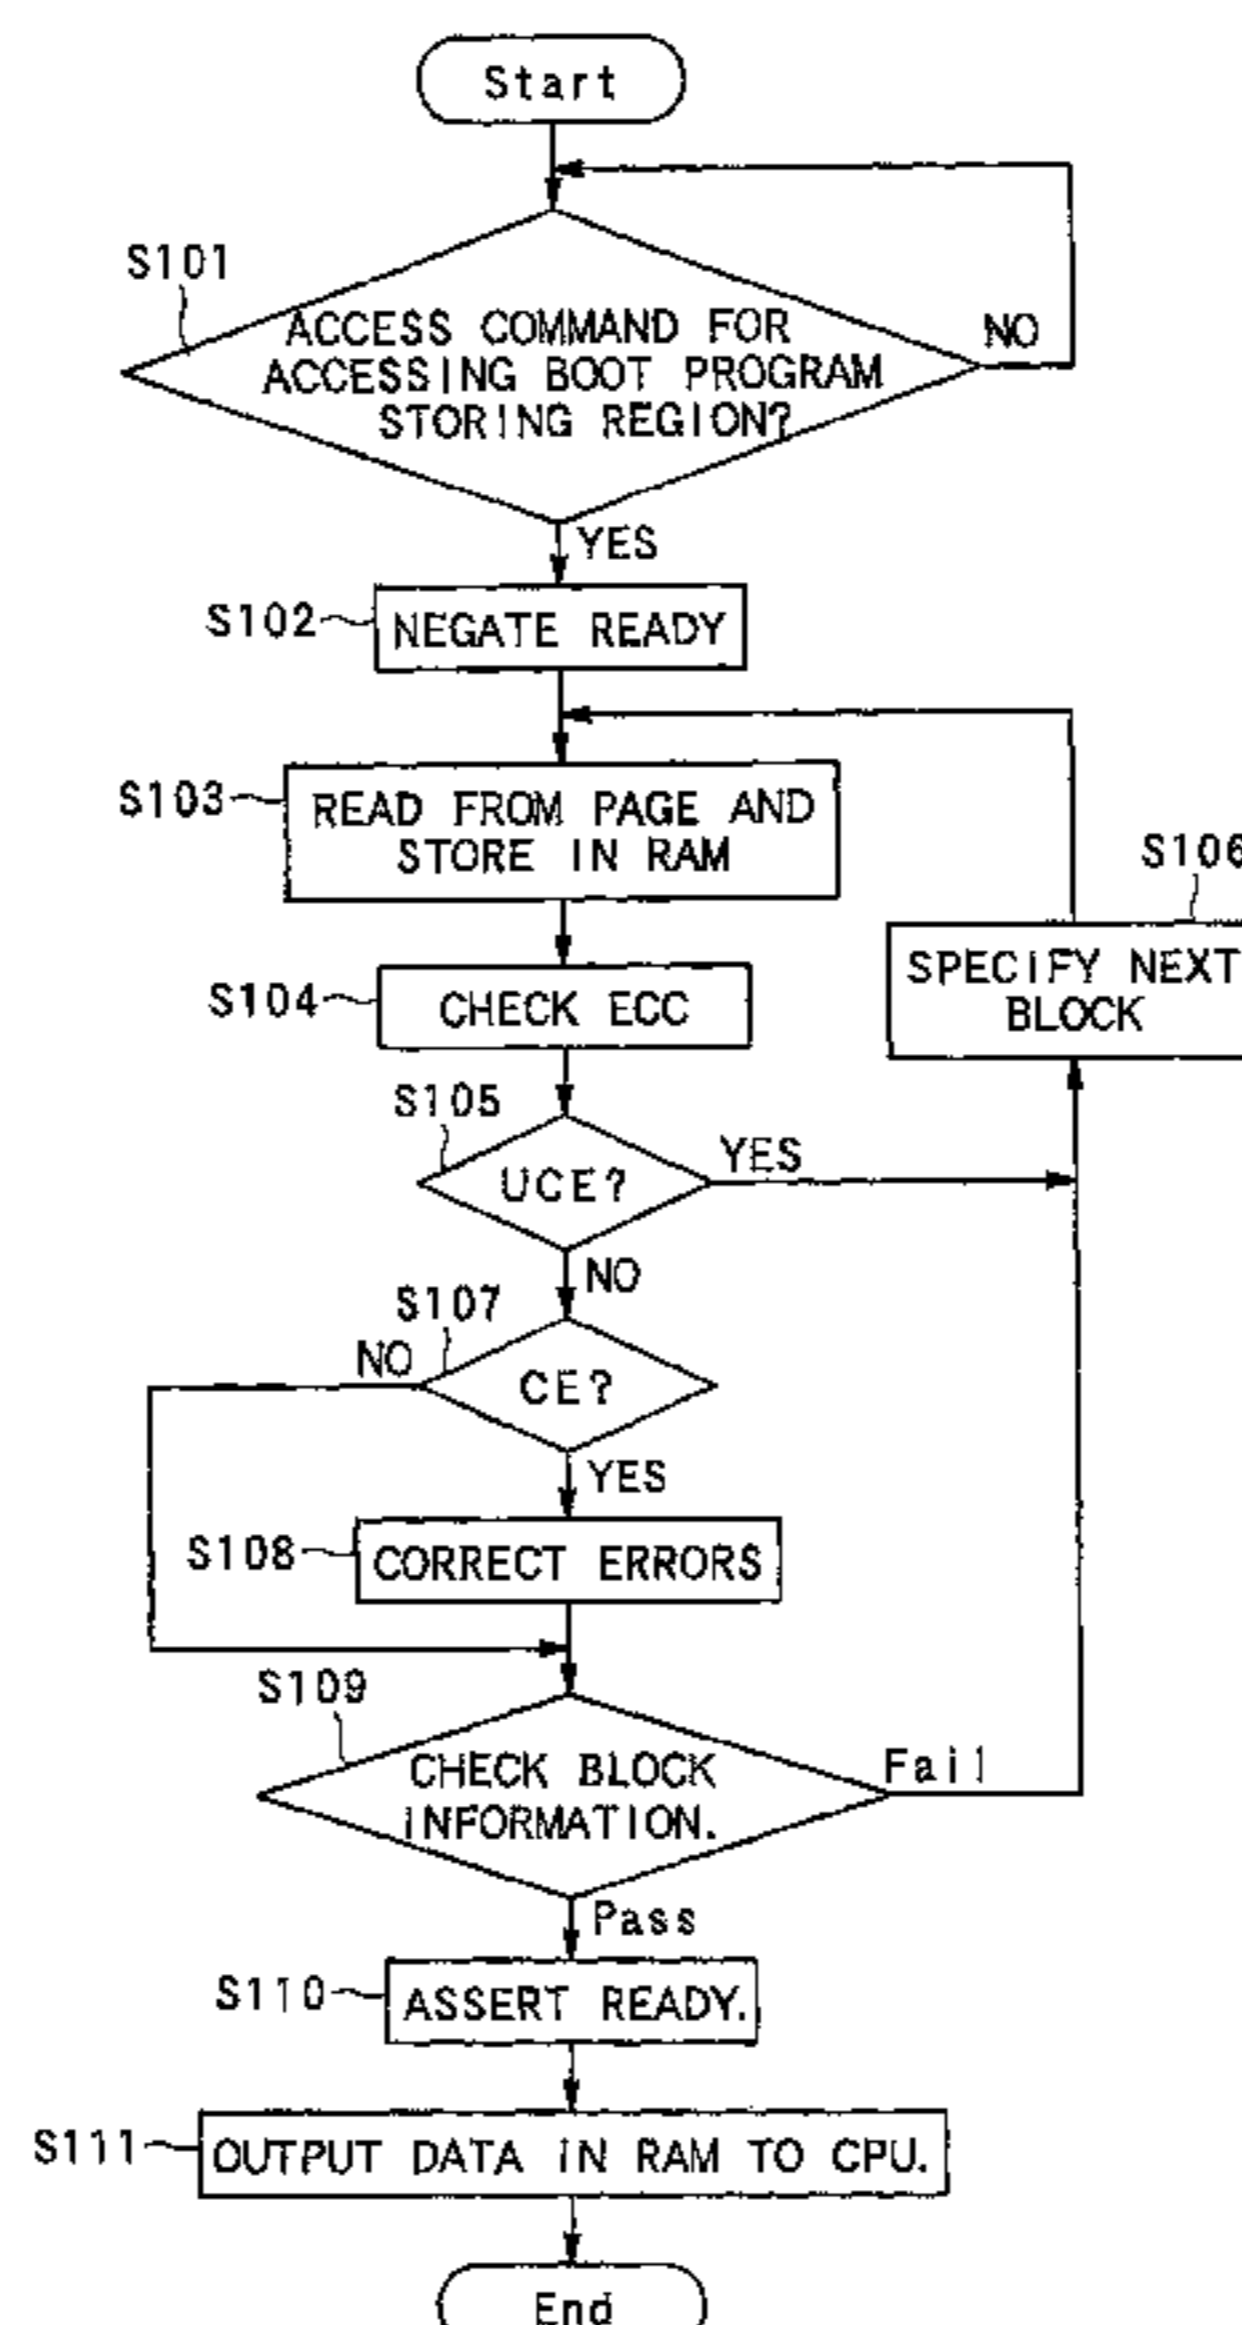 Start
S101
ACCESS COMMAND FOR
ACCESSING BOOT PROGRAM
STORING REGION?
NO
YES
S102
NEGATE READY
S103
READ FROM PAGE AND
STORE IN RAM
S106
SPECIFY NEXT
BLOCK
S104
CHECK ECC
S105
UCE?
YES
NO
S107
NO
CE?
YES
S108
CORRECT ERRORS
S109
CHECK BLOCK
INFORMATION.
Fail
Pass
S110
ASSERT READY.
S111
OUTPUT DATA IN RAM TO CPU.
End